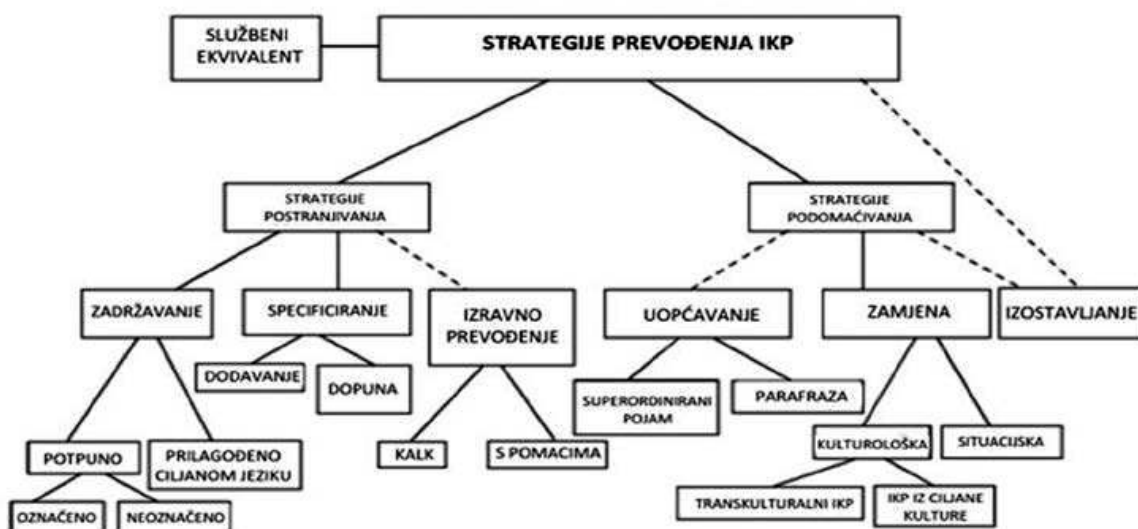 SLUŽBENI
EKVIVALENT
STRATEGIJE PREVOĐENJA IKP
STRATEGIJE
POSTRANJIVANJA
STRATEGIJE
PODOMAĆIVANJA
ZADRŽAVANJE
SPECIFICIRANJE
IZRAVNO
PREVOĐENJE
UOPĆAVANJE
ZAMJENA
IZOSTAVLJANJE
DODAVANJE
DOPUNA
SUPERORDINIRANI
POJAM
PARAFRAZA
POTPUNO
PRILAGOĐENO
CILJANOM JEZIKU
KALK
S POMACIMA
KULTUROLOŠKA
SITUACIJSKA
OZNAČENO
NEOZNAČENO
TRANSKULTURALNI IKP
IKP IZ CILJANE
KULTURE